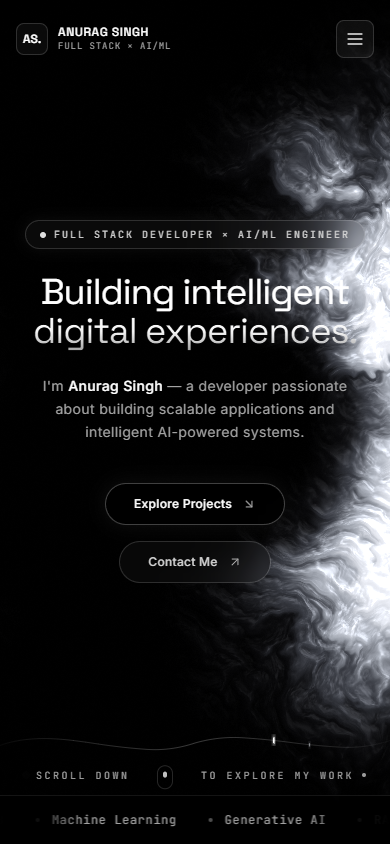 AS.
ANURAG SINGH
FULL STACK × AI/ML
FULL STACK DEVELOPER × AI/ML ENGINEER
Building intelligent
digital experiences.
I'm Anurag Singh — a developer passionate
about building scalable applications and
intelligent AI-powered systems.
Explore Projects ↘
Contact Me ↗
SCROLL DOWN
TO EXPLORE MY WORK
Machine Learning • Generative AI